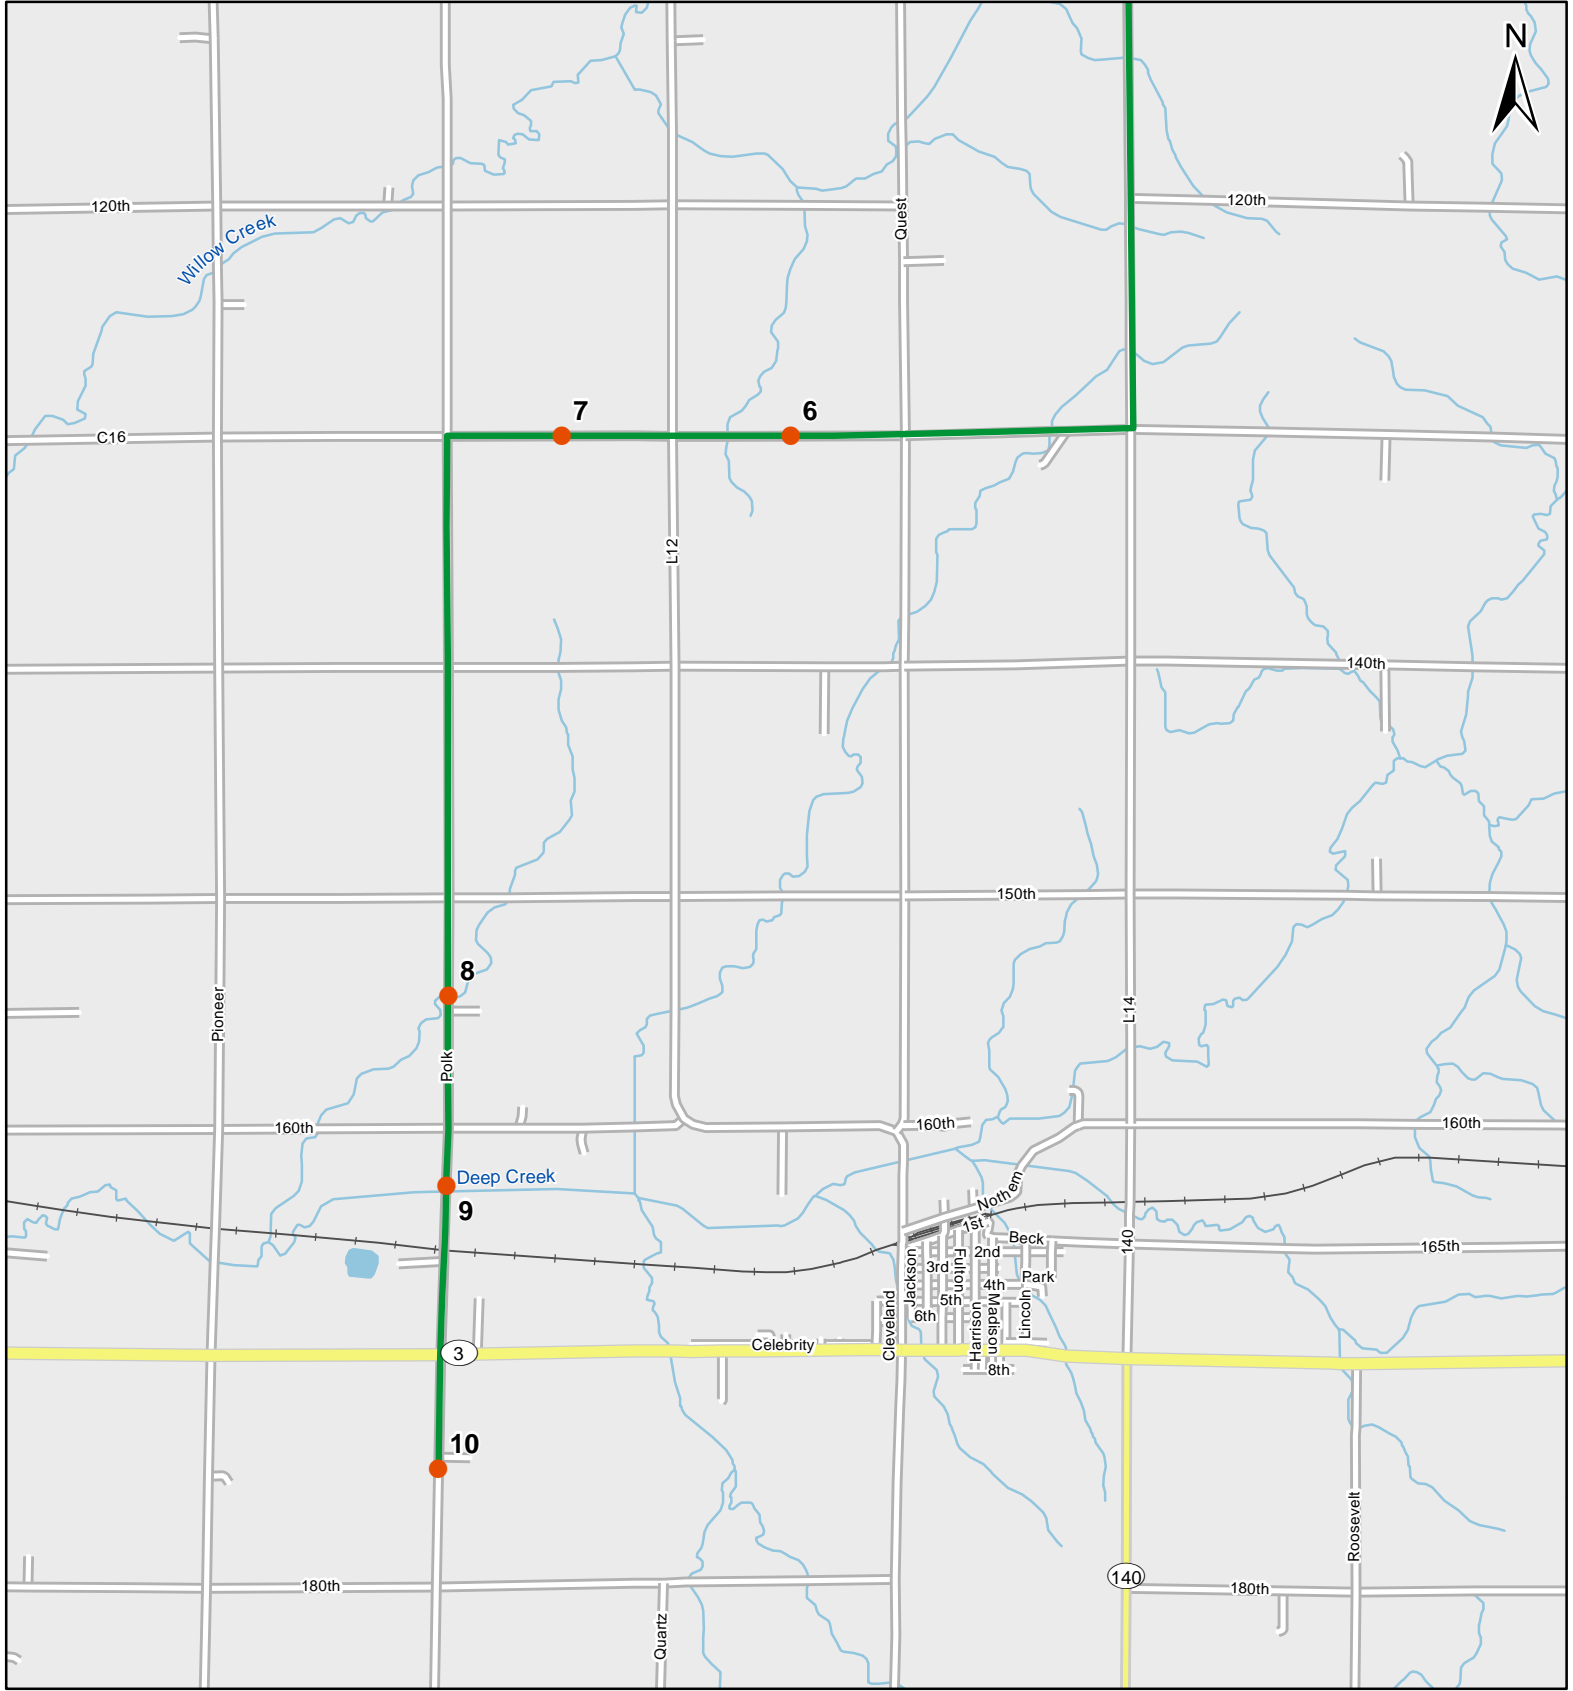 N
120th
120th
Quest
Willow Creek
7
6
C16
L12
140th
150th
8
Pioneer
L14
Polk
160th
160th
160th
Deep Creek
9
Nothem
1st
Beck
140
165th
2nd
Jackson
Fulton
3rd
Park
4th
5th
Lincoln
Madison
6th
Harrison
Cleveland
Celebrity
3
8th
10
Roosevelt
140
180th
180th
Quartz